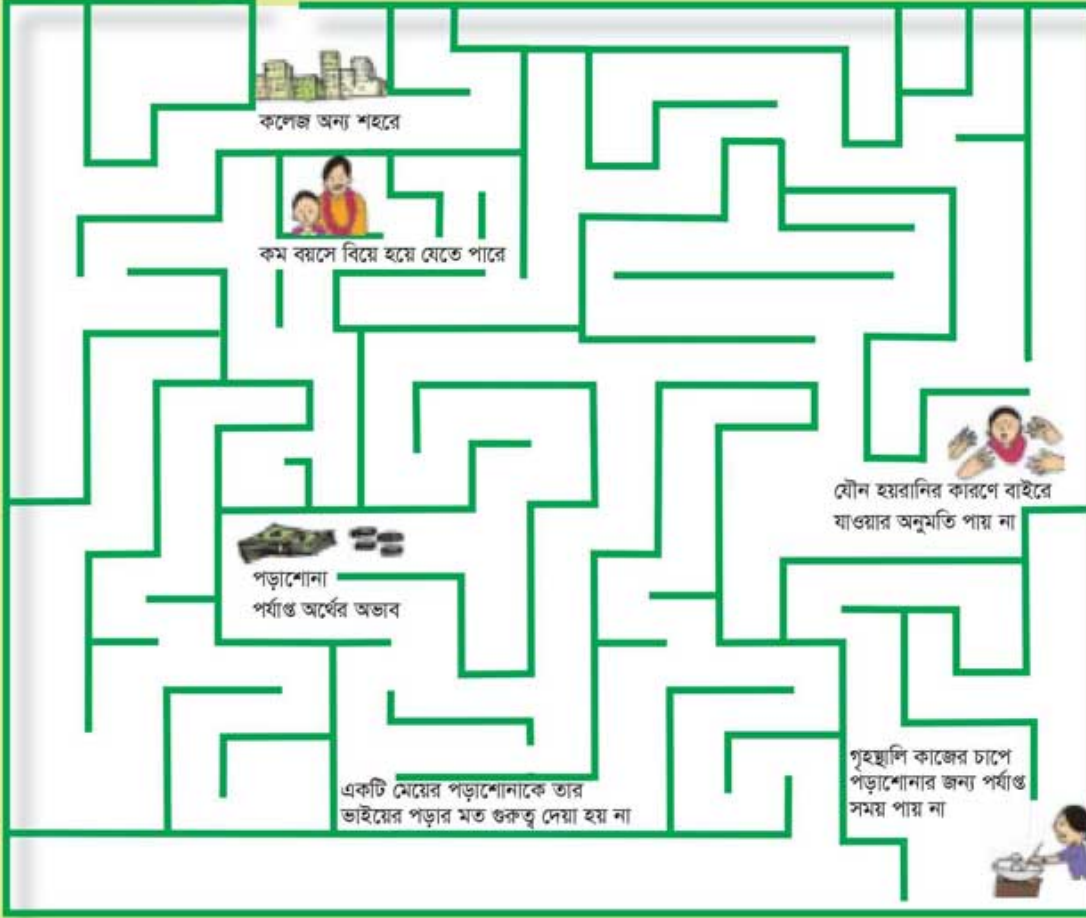 কলেজ অন্য শহরে
কম বয়সে বিয়ে হয়ে যেতে পারে
যৌন হয়রানির কারণে বাইরে
যাওয়ার অনুমতি পায় না
পড়াশোনা
পর্যাপ্ত অর্থের অভাব
একটি মেয়ের পড়াশোনাকে তার
ভাইয়ের পড়ার মত গুরুত্ব দেয়া হয় না
গৃহস্থালি কাজের চাপে
পড়াশোনার জন্য পর্যাপ্ত
সময় পায় না